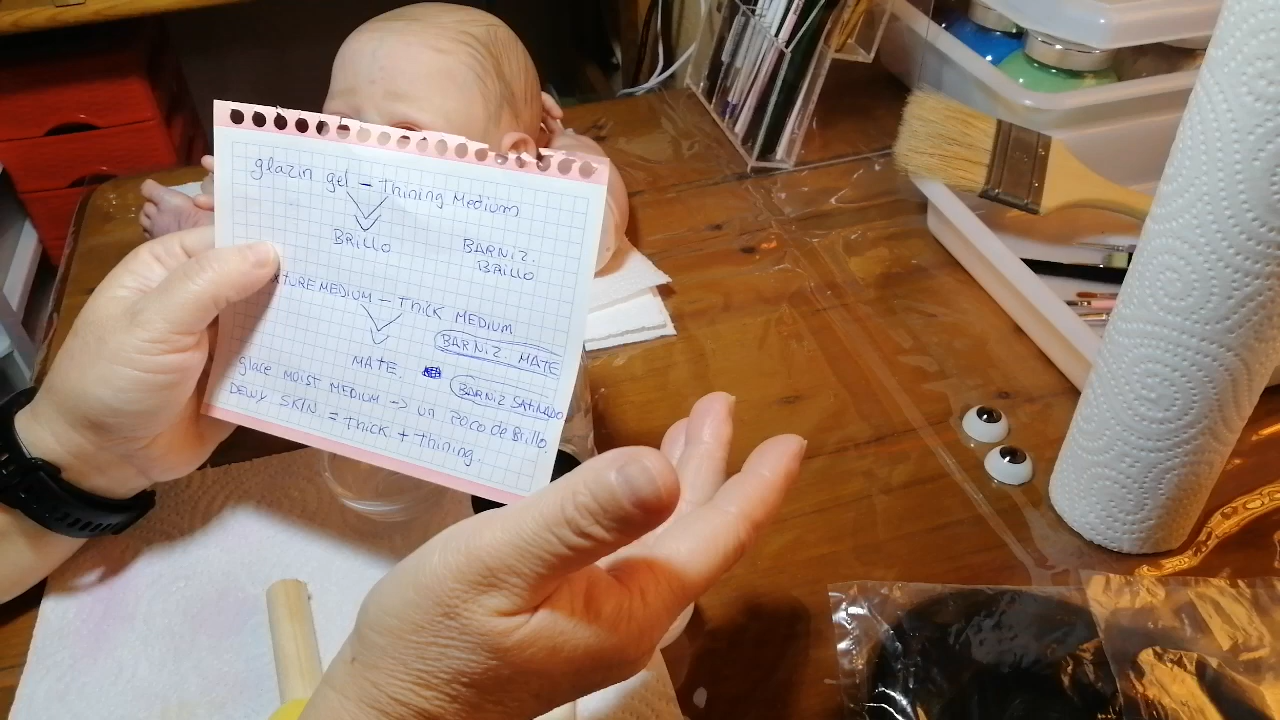 glazin gel – Thining Medium
BRILLO
BARNIZ.
BRILLO
XTURE MEDIUM – Thick MEDIUM
BARNIZ. MATE
MATE.
BARNIZ SATINADO
glace MOIST MEDIUM -> un Poco de Brillo,
DEWY SKIN. = Thick + Thining.